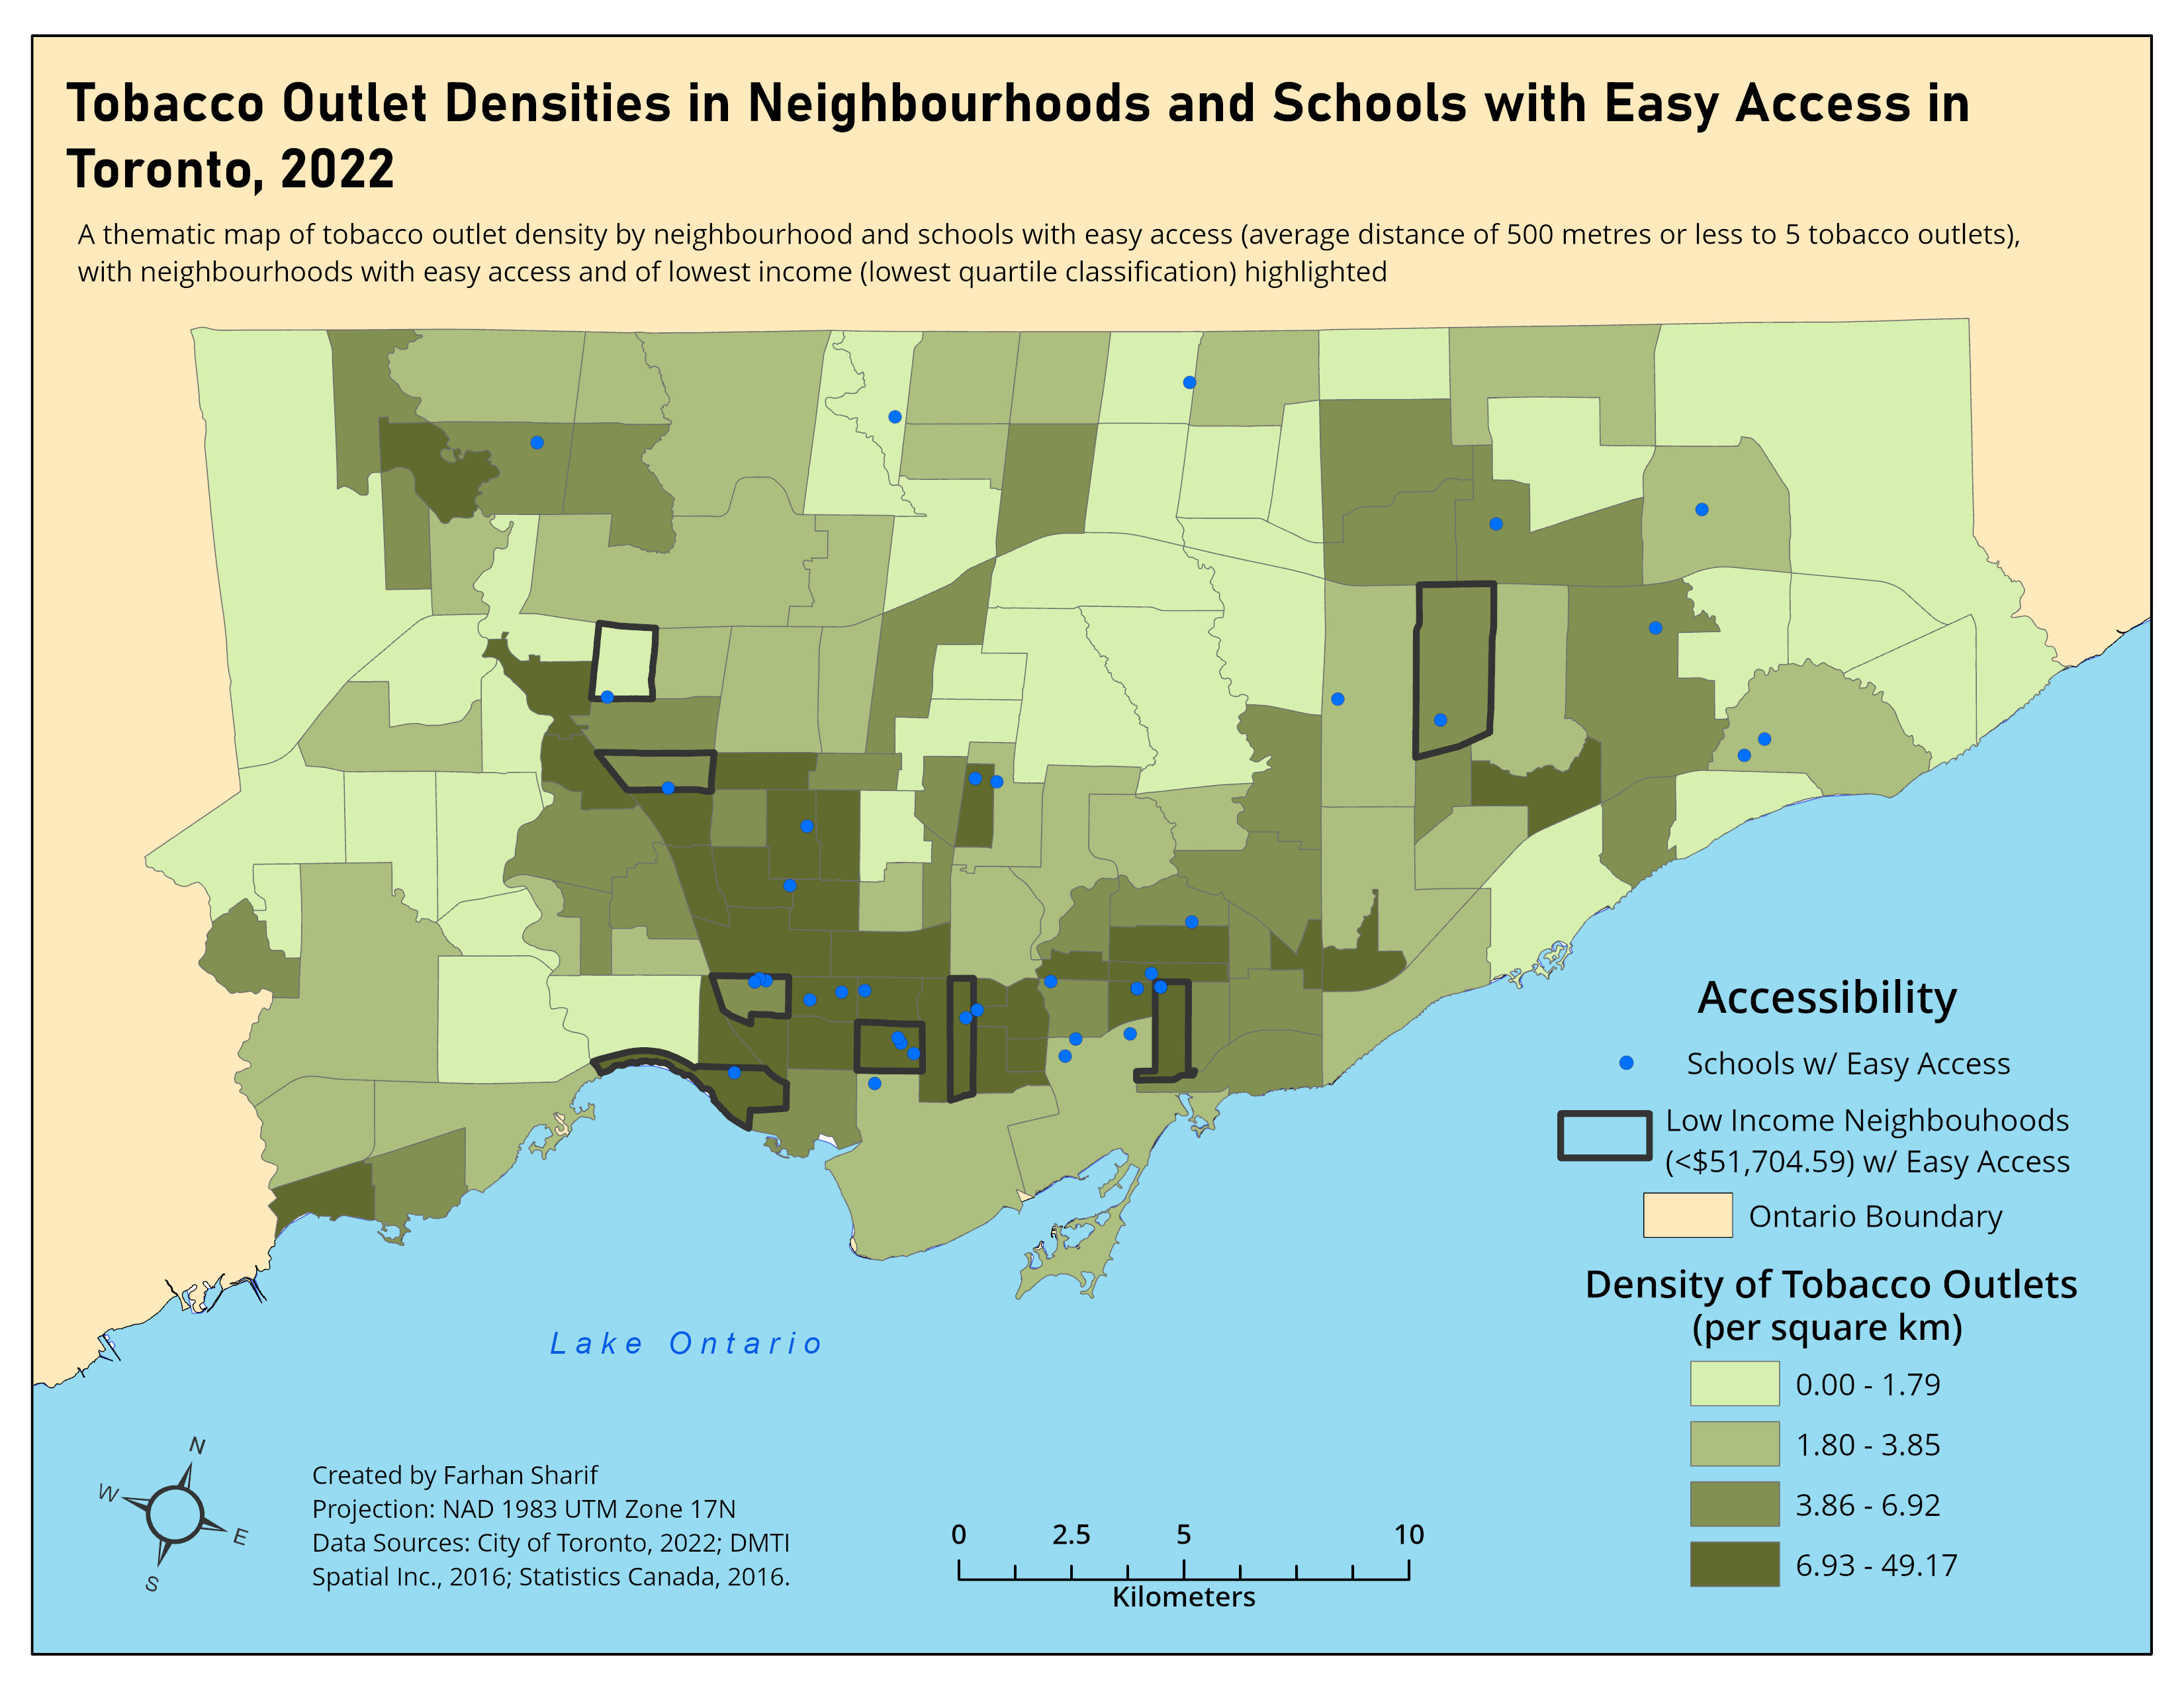 Tobacco Outlet Densities in Neighbourhoods and Schools with Easy Access in
Toronto, 2022
A thematic map of tobacco outlet density by neighbourhood and schools with easy access (average distance of 500 metres or less to 5 tobacco outlets),
with neighbourhoods with easy access and of lowest income (lowest quartile classification) highlighted
Accessibility
Schools w/ Easy Access
Low Income Neighbouhoods
(<$51,704.59) w/ Easy Access
Ontario Boundary
Density of Tobacco Outlets
(per square km)
0.00 - 1.79
1.80 - 3.85
3.86 - 6.92
6.93 - 49.17
Lake Ontario
N
W
E
S
Created by Farhan Sharif
Projection: NAD 1983 UTM Zone 17N
Data Sources: City of Toronto, 2022; DMTI
Spatial Inc., 2016; Statistics Canada, 2016.
0 2.5 5 10
Kilometers